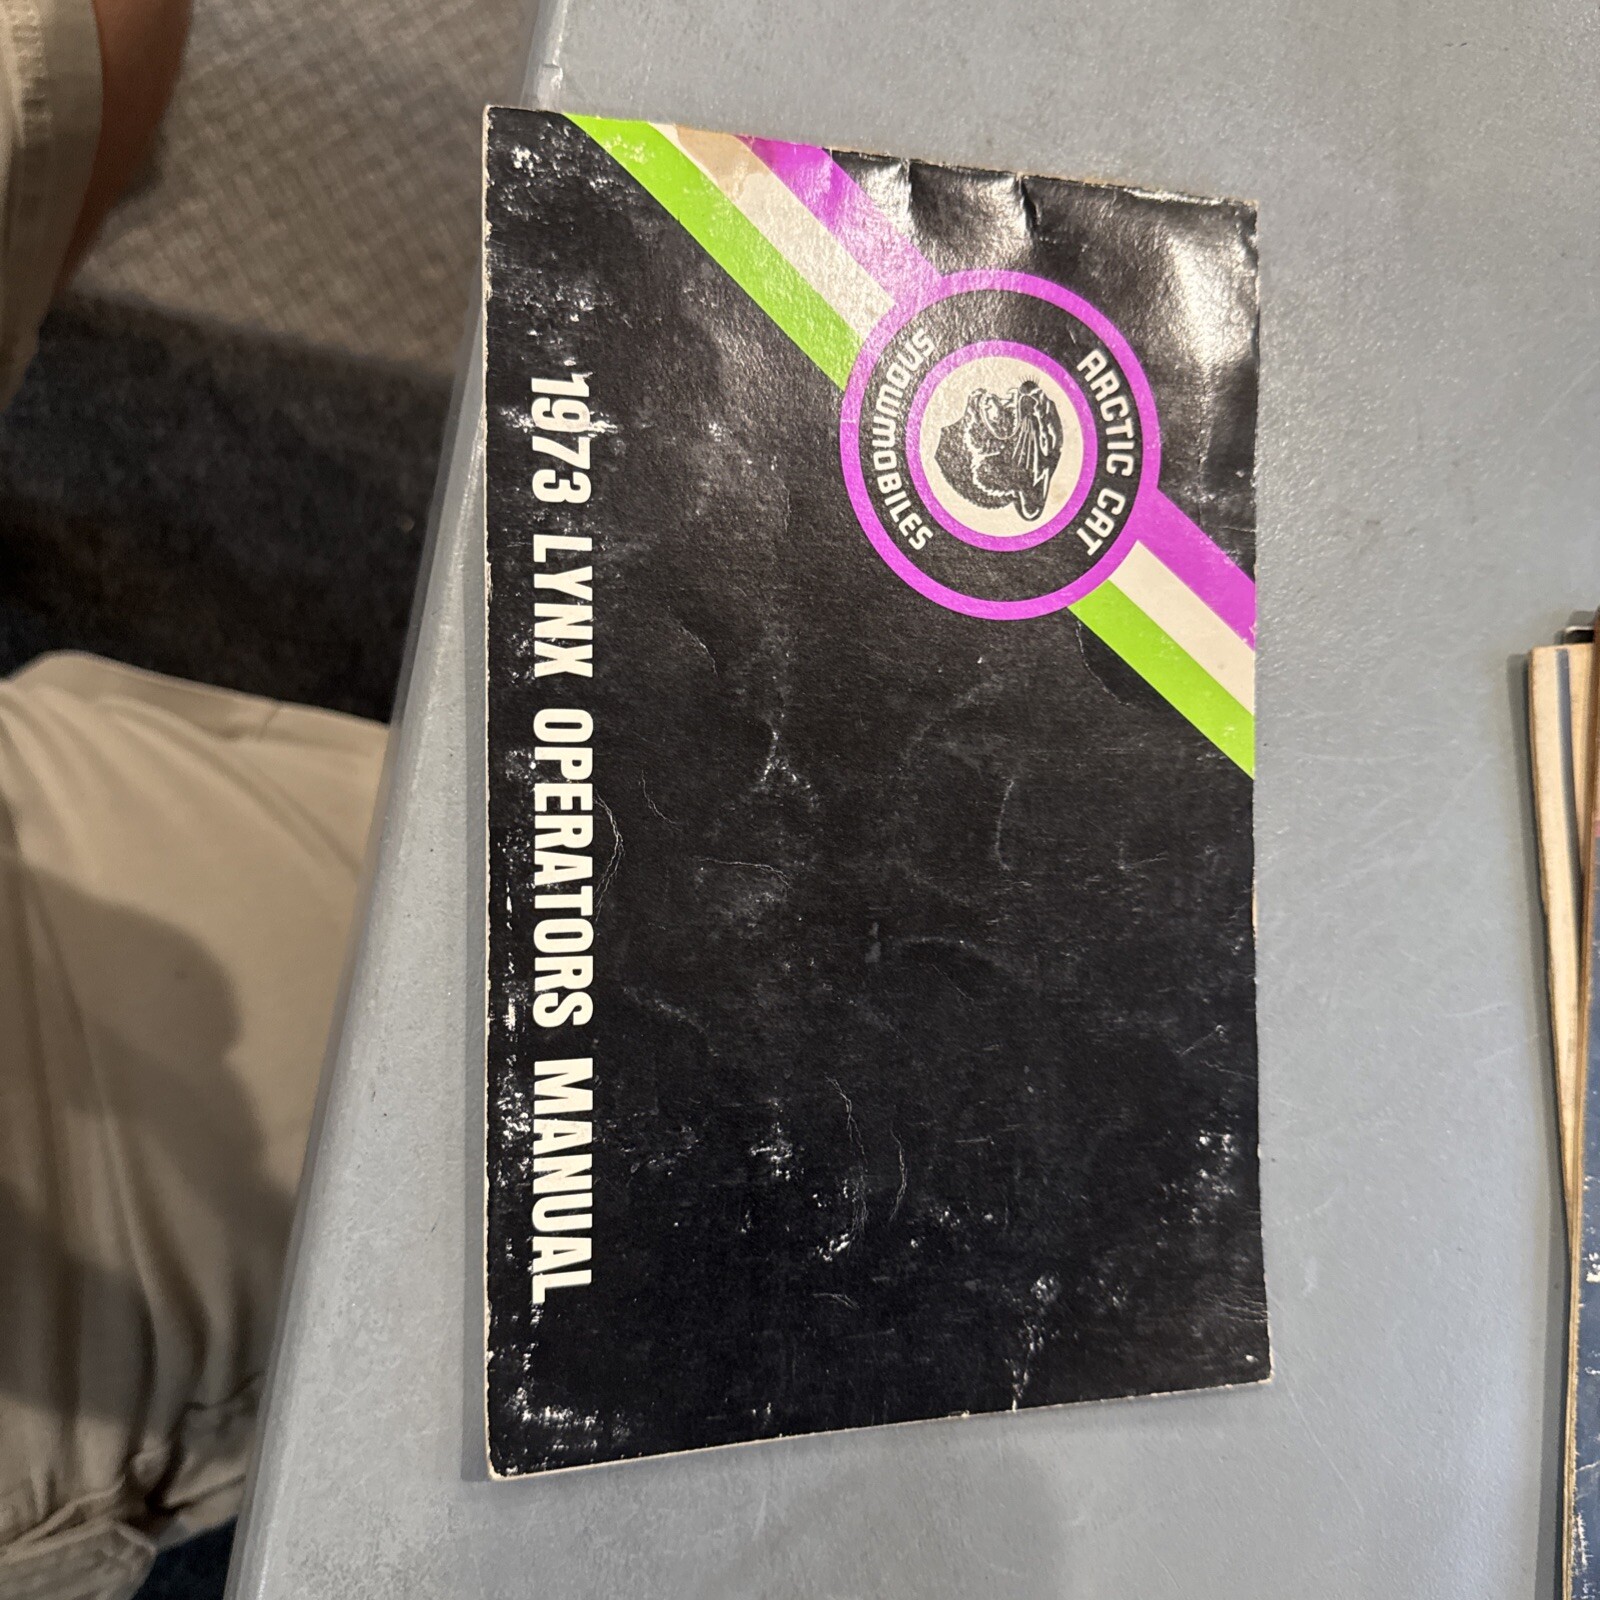 ARCTIC CAT
SNOWMOBILES
1973 LYNX OPERATORS MANUAL